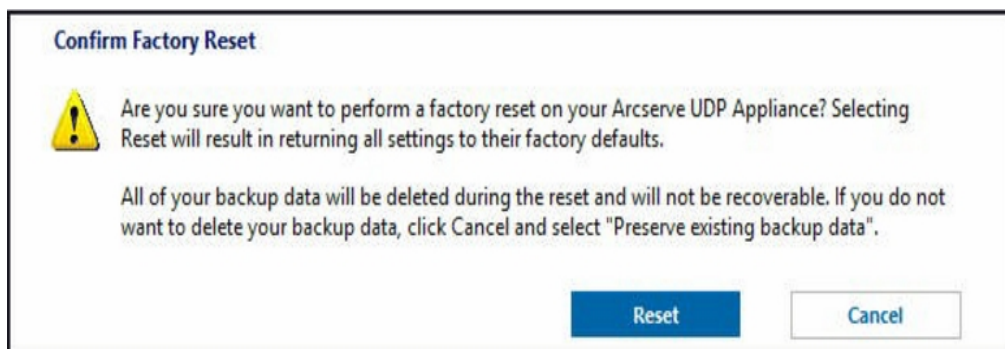 Confirm Factory Reset
Are you sure you want to perform a factory reset on your Arcserve UDP Appliance? Selecting
Reset will result in returning all settings to their factory defaults.
All of your backup data will be deleted during the reset and will not be recoverable. If you do not
want to delete your backup data, click Cancel and select "Preserve existing backup data".
Reset
Cancel